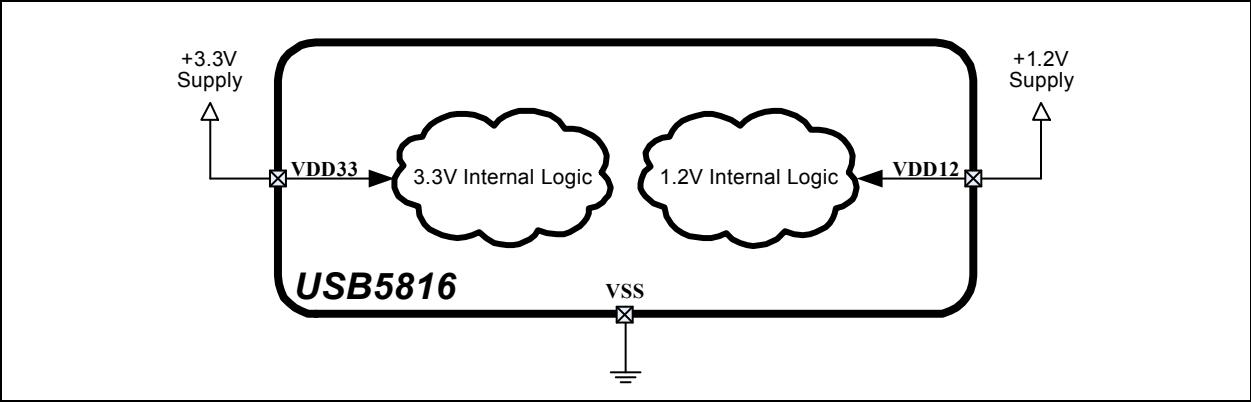 +3.3V
Supply
+1.2V
Supply
VDD33
3.3V Internal Logic
1.2V Internal Logic
VDD12
USB5816
VSS